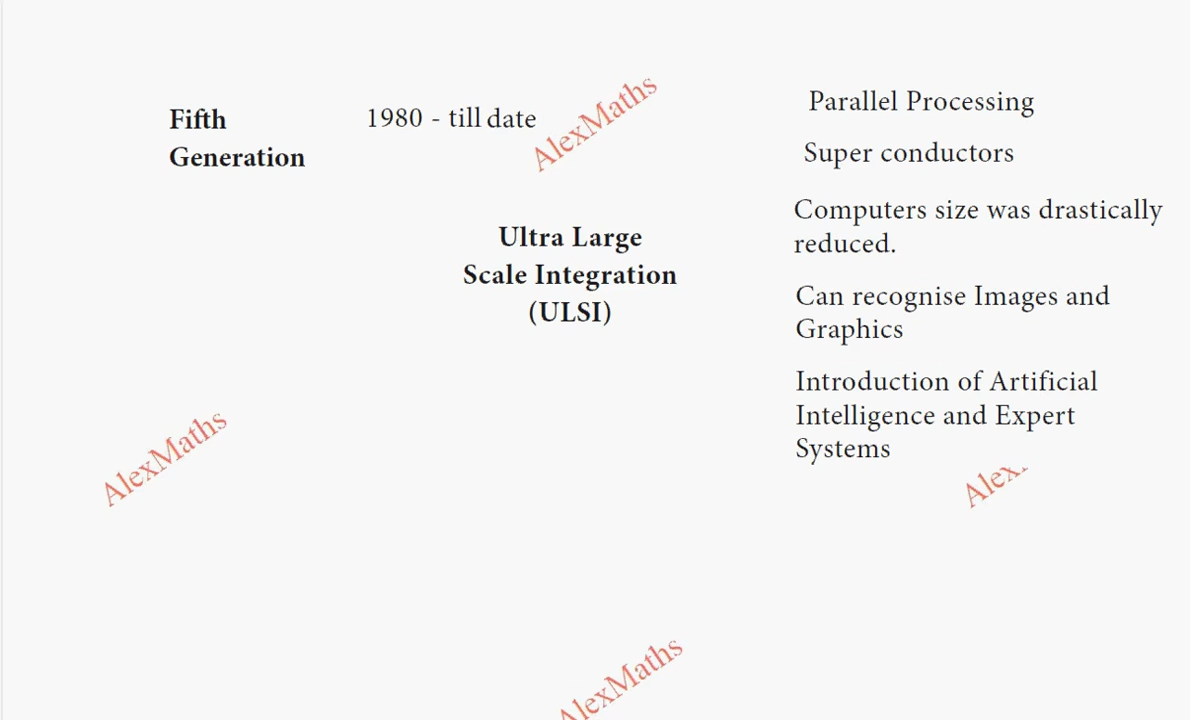 Fifth
Generation
1980 - till date
Ultra Large
Scale Integration
(ULSI)
Parallel Processing
Super conductors
Computers size was drastically
reduced.
Can recognise Images and
Graphics
Introduction of Artificial
Intelligence and Expert
Systems
AlexMaths
AlexMaths
Alex
AlexMaths